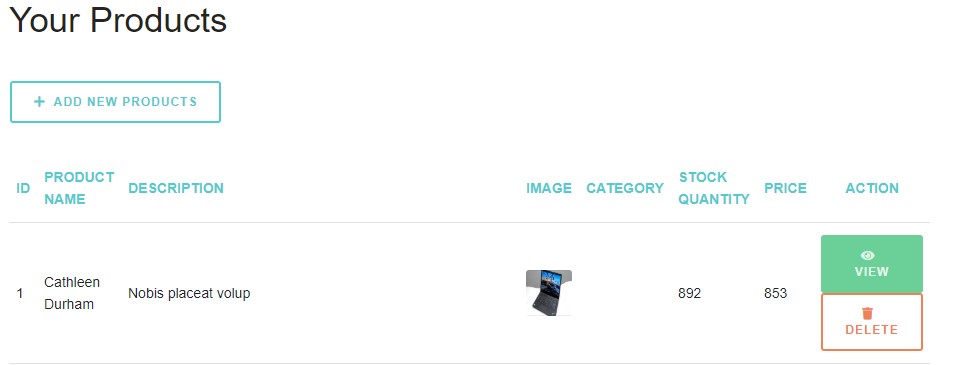 Your Products
ADD NEW PRODUCTS
ID PRODUCT NAME DESCRIPTION IMAGE CATEGORY STOCK QUANTITY PRICE ACTION
1 Cathleen Durham Nobis placeat volup 892 853 VIEW
DELETE